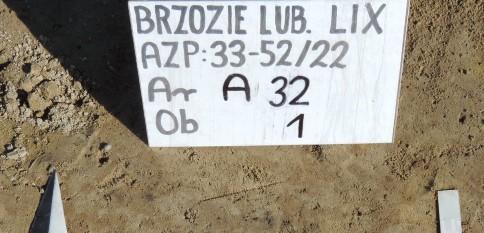 BRZOZIE LUB. LIX
AZP: 33-52/22
Ar A 32
Ob 1